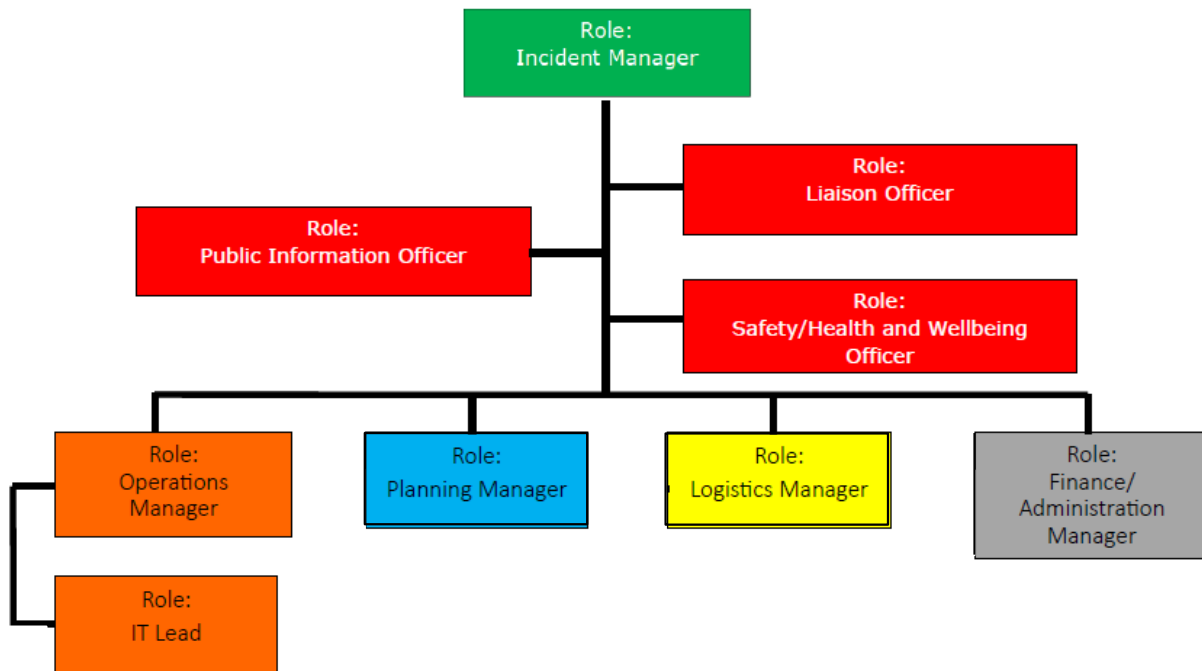 Role:
Incident Manager
Role:
Liaison Officer
Role:
Public Information Officer
Role:
Safety/Health and Wellbeing
Officer
Role:
Operations
Manager
Role:
Planning Manager
Role:
Logistics Manager
Role:
Finance/
Administration
Manager
Role:
IT Lead